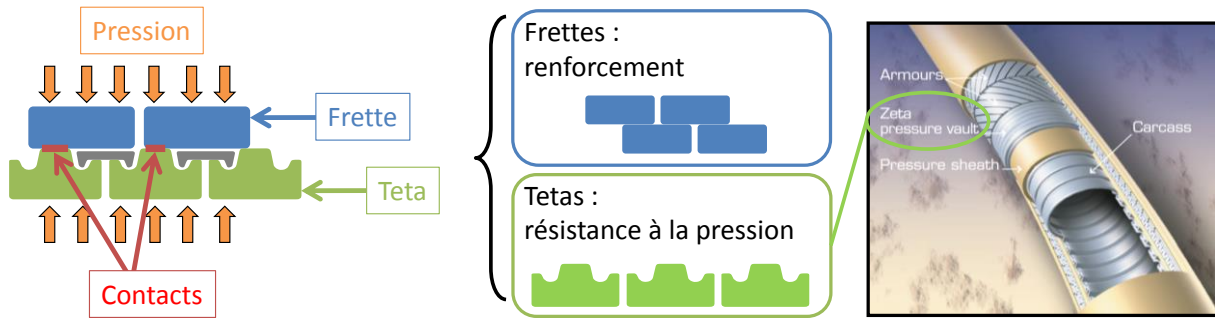 Pression
Frette
Teta
Contacts
Frettes :
renforcement
Tetas :
résistance à la pression
Armours
Zeta
pressure vault
Carcass
Pressure sheath